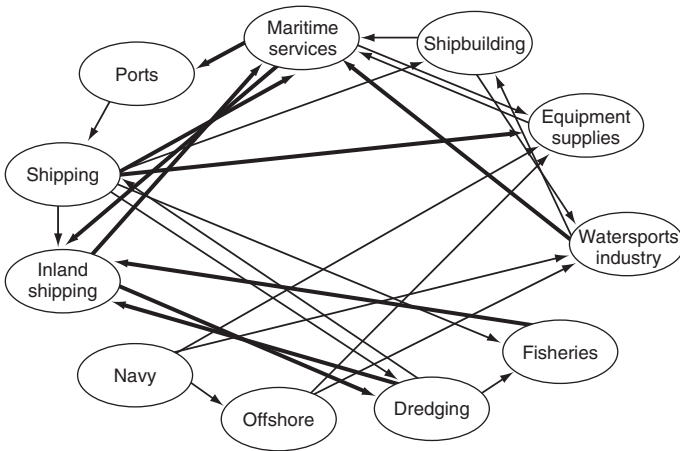 Maritime
services
Shipbuilding
Ports
Equipment
supplies
Shipping
Watersports
industry
Inland
shipping
Fisheries
Navy
Offshore
Dredging